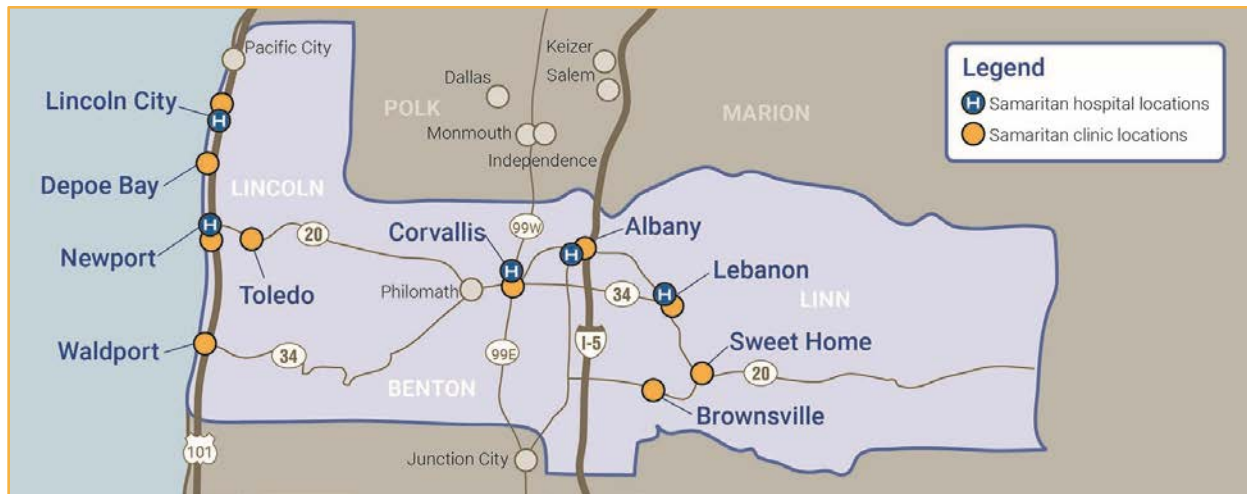 Pacific City
Keizer
Salem
Dallas
Lincoln City
H
POLK
MARION
Monmouth
Independence
Legend
H Samaritan hospital locations
Samaritan clinic locations
Depoe Bay
LINCOLN
Newport
H
20
Toledo
99W
Corvallis
H
Albany
H
Philomath
34
Lebanon
H
LINN
Waldport
34
99E
I-5
Sweet Home
20
BENTON
Brownsville
101
Junction City